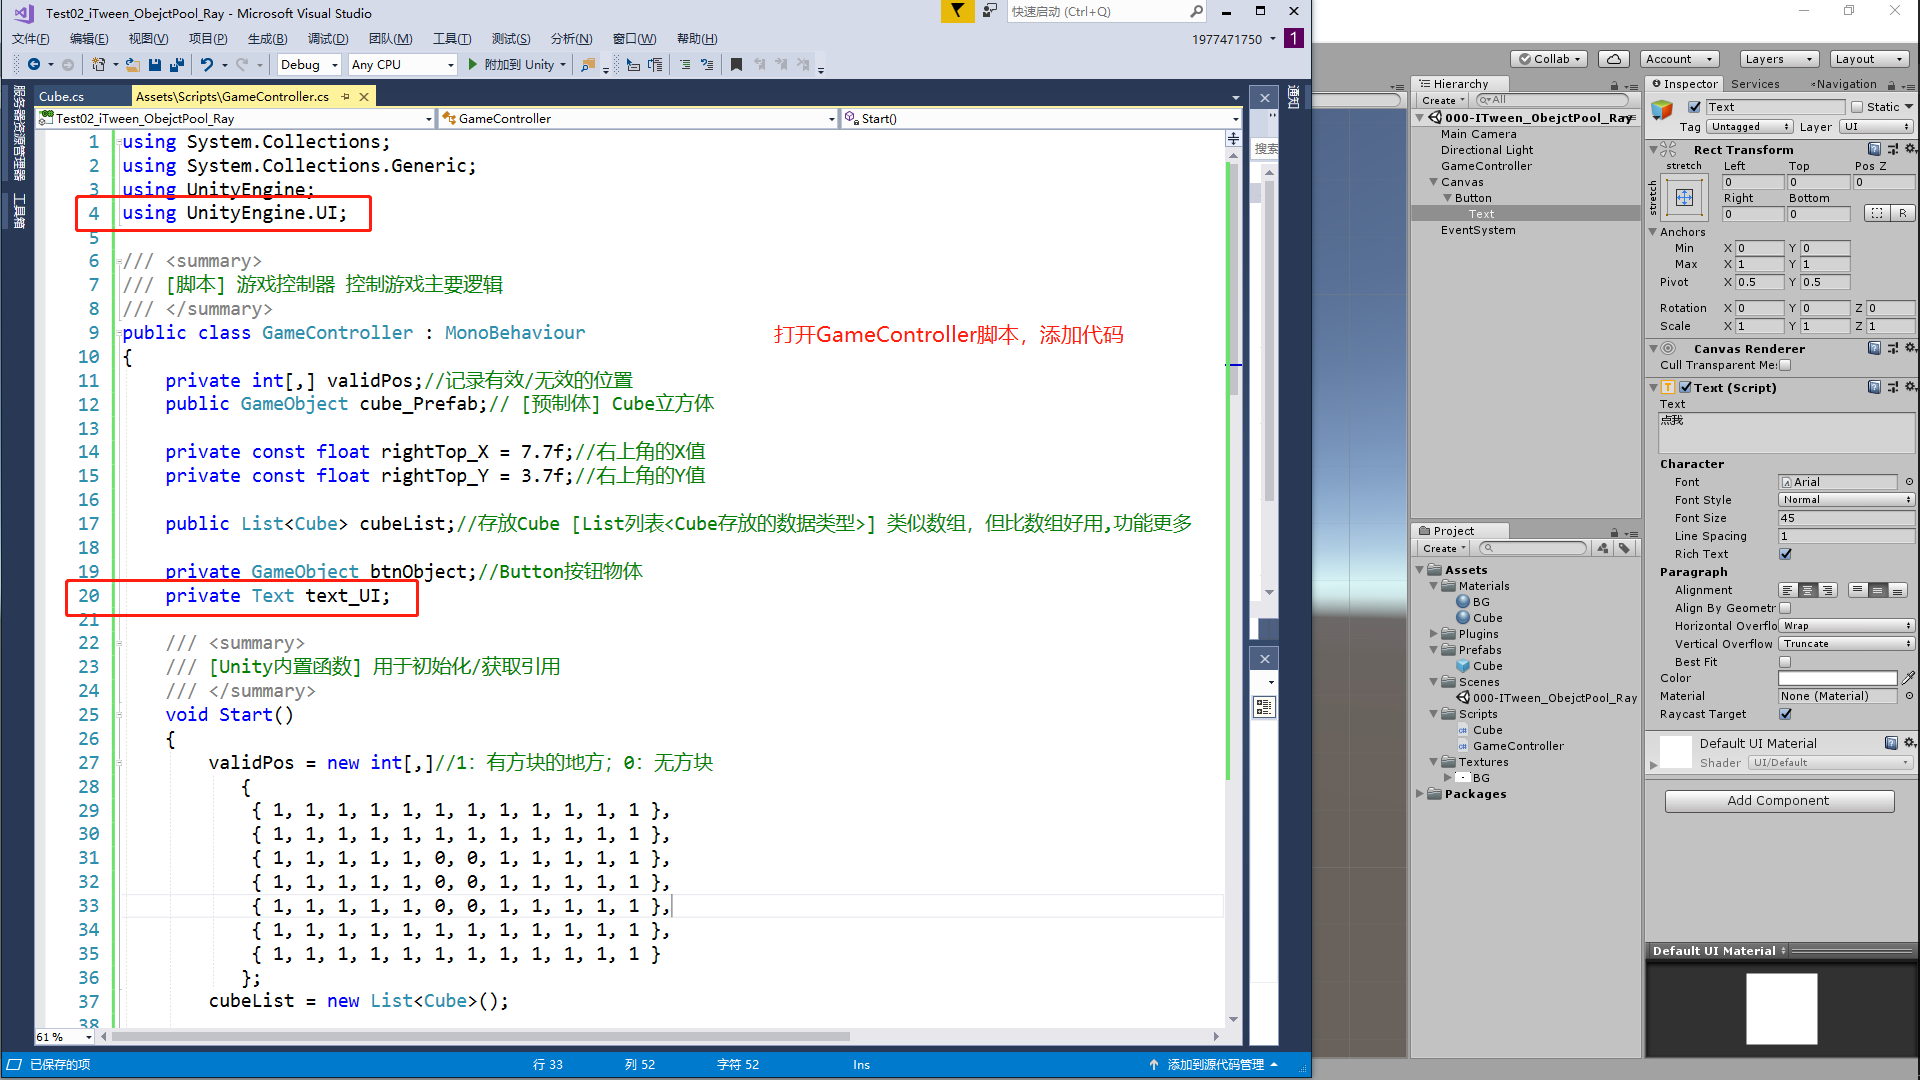 Test02_iTween_ObejctPool_Ray - Microsoft Visual Studio
快速启动 (Ctrl+Q)
文件(F) 编辑(E) 视图(V) 项目(P) 生成(B) 调试(D) 团队(M) 工具(T) 测试(S) 分析(N) 窗口(W) 帮助(H)
1977471750 1
Debug Any CPU 附加到 Unity
服务器资源管理器 工具箱
Cube.cs Assets\Scripts\GameController.cs
Test02_iTween_ObejctPool_Ray GameController Start()
1 using System.Collections;
2 using System.Collections.Generic;
3 using UnityEngine;
4 using UnityEngine.UI;
5
6 /// <summary>
7 /// [脚本] 游戏控制器 控制游戏主要逻辑
8 /// </summary>
9 public class GameController : MonoBehaviour
打开GameController脚本，添加代码
10 {
11 private int[,] validPos;//记录有效/无效的位置
12 public GameObject cube_Prefab;// [预制体] Cube立方体
13
14 private const float rightTop_X = 7.7f;//右上角的X值
15 private const float rightTop_Y = 3.7f;//右上角的Y值
16
17 public List<Cube> cubeList;//存放Cube [List列表<Cube存放的数据类型>] 类似数组，但比数组好用,功能更多
18
19 private GameObject btnObject;//Button按钮物体
20 private Text text_UI;
21
22 /// <summary>
23 /// [Unity内置函数] 用于初始化/获取引用
24 /// </summary>
25 void Start()
26 {
27 validPos = new int[,]//1：有方块的地方；0：无方块
28 {
29 { 1, 1, 1, 1, 1, 1, 1, 1, 1, 1, 1, 1 },
30 { 1, 1, 1, 1, 1, 1, 1, 1, 1, 1, 1, 1 },
31 { 1, 1, 1, 1, 1, 0, 0, 1, 1, 1, 1, 1 },
32 { 1, 1, 1, 1, 1, 0, 0, 1, 1, 1, 1, 1 },
33 { 1, 1, 1, 1, 1, 0, 0, 1, 1, 1, 1, 1 },
34 { 1, 1, 1, 1, 1, 1, 1, 1, 1, 1, 1, 1 },
35 { 1, 1, 1, 1, 1, 1, 1, 1, 1, 1, 1, 1 }
36 };
37 cubeList = new List<Cube>();
38
61 %
已保存的项 行 33 列 52 字符 52 Ins 添加到源代码管理
通知
搜索
Collab Account Layers Layout
Hierarchy
Create All
000-ITween_ObejctPool_Ray
Main Camera
Directional Light
GameController
Canvas
Button
Text
EventSystem
Project
Create
Assets
Materials
BG
Cube
Plugins
Prefabs
Cube
Scenes
000-ITween_ObejctPool_Ray
Scripts
Cube
GameController
Textures
BG
Packages
Inspector Services Navigation
Text Static
Tag Untagged Layer UI
Rect Transform
stretch Left Top Pos Z
stretch 0 0 0
Right Bottom
0 0 R
Anchors
Min X 0 Y 0
Max X 1 Y 1
Pivot X 0.5 Y 0.5
Rotation X 0 Y 0 Z 0
Scale X 1 Y 1 Z 1
Canvas Renderer
Cull Transparent Me
Text (Script)
Text
点我
Character
Font Arial
Font Style Normal
Font Size 45
Line Spacing 1
Rich Text
Paragraph
Alignment
Align By Geometr
Horizontal Overflo Wrap
Vertical Overflow Truncate
Best Fit
Color
Material None (Material)
Raycast Target
Default UI Material
Shader UI/Default
Add Component
Default UI Material